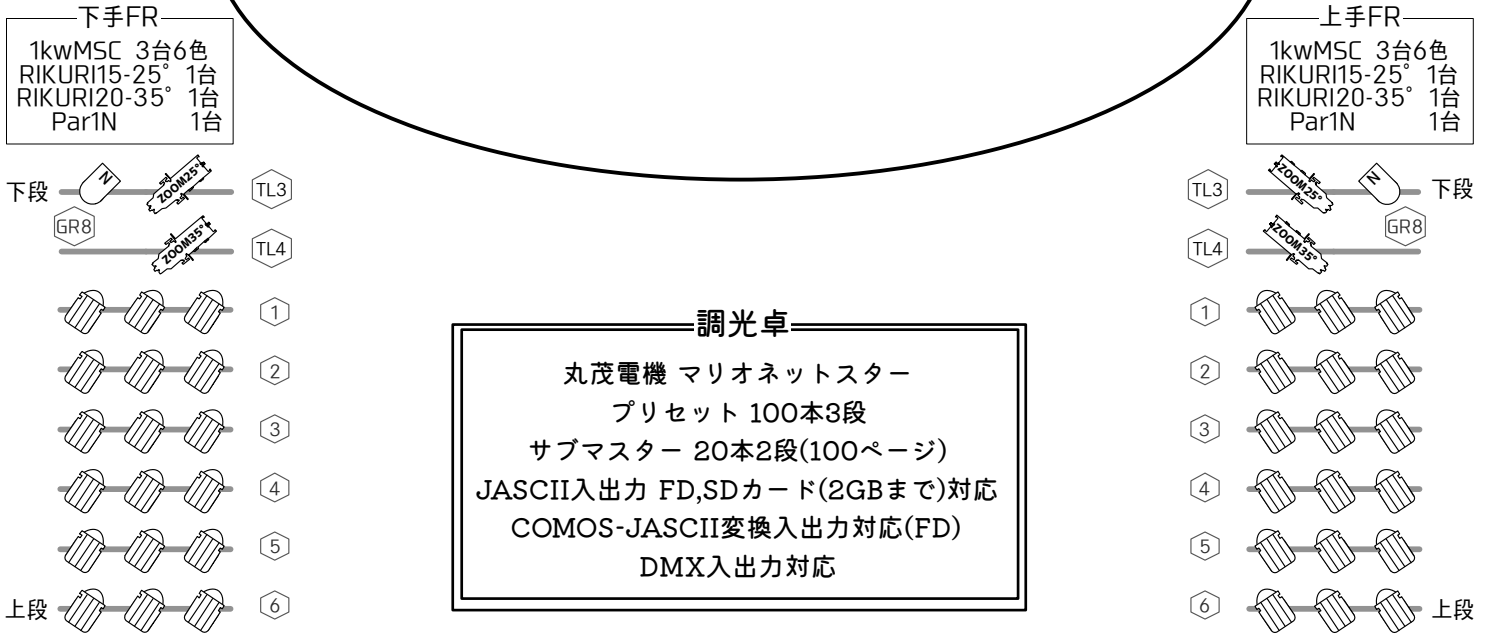 下手FR
1kwMSC 3台6色
RIKURI15-25° 1台
RIKURI20-35° 1台
Par1N 1台
下段
N
ZOOM25°
TL3
GR8
ZOOM35°
TL4
1
2
3
4
5
上段
6
調光卓
丸茂電機 マリオネットスター
プリセット 100本3段
サブマスター 20本2段(100ページ)
JASCII入出力 FD,SDカード(2GBまで)対応
COMOS-JASCII変換入出力対応(FD)
DMX入出力対応
上手FR
1kwMSC 3台6色
RIKURI15-25° 1台
RIKURI20-35° 1台
Par1N 1台
TL3
ZOOM25°
N
下段
GR8
TL4
ZOOM35°
1
2
3
4
5
6
上段